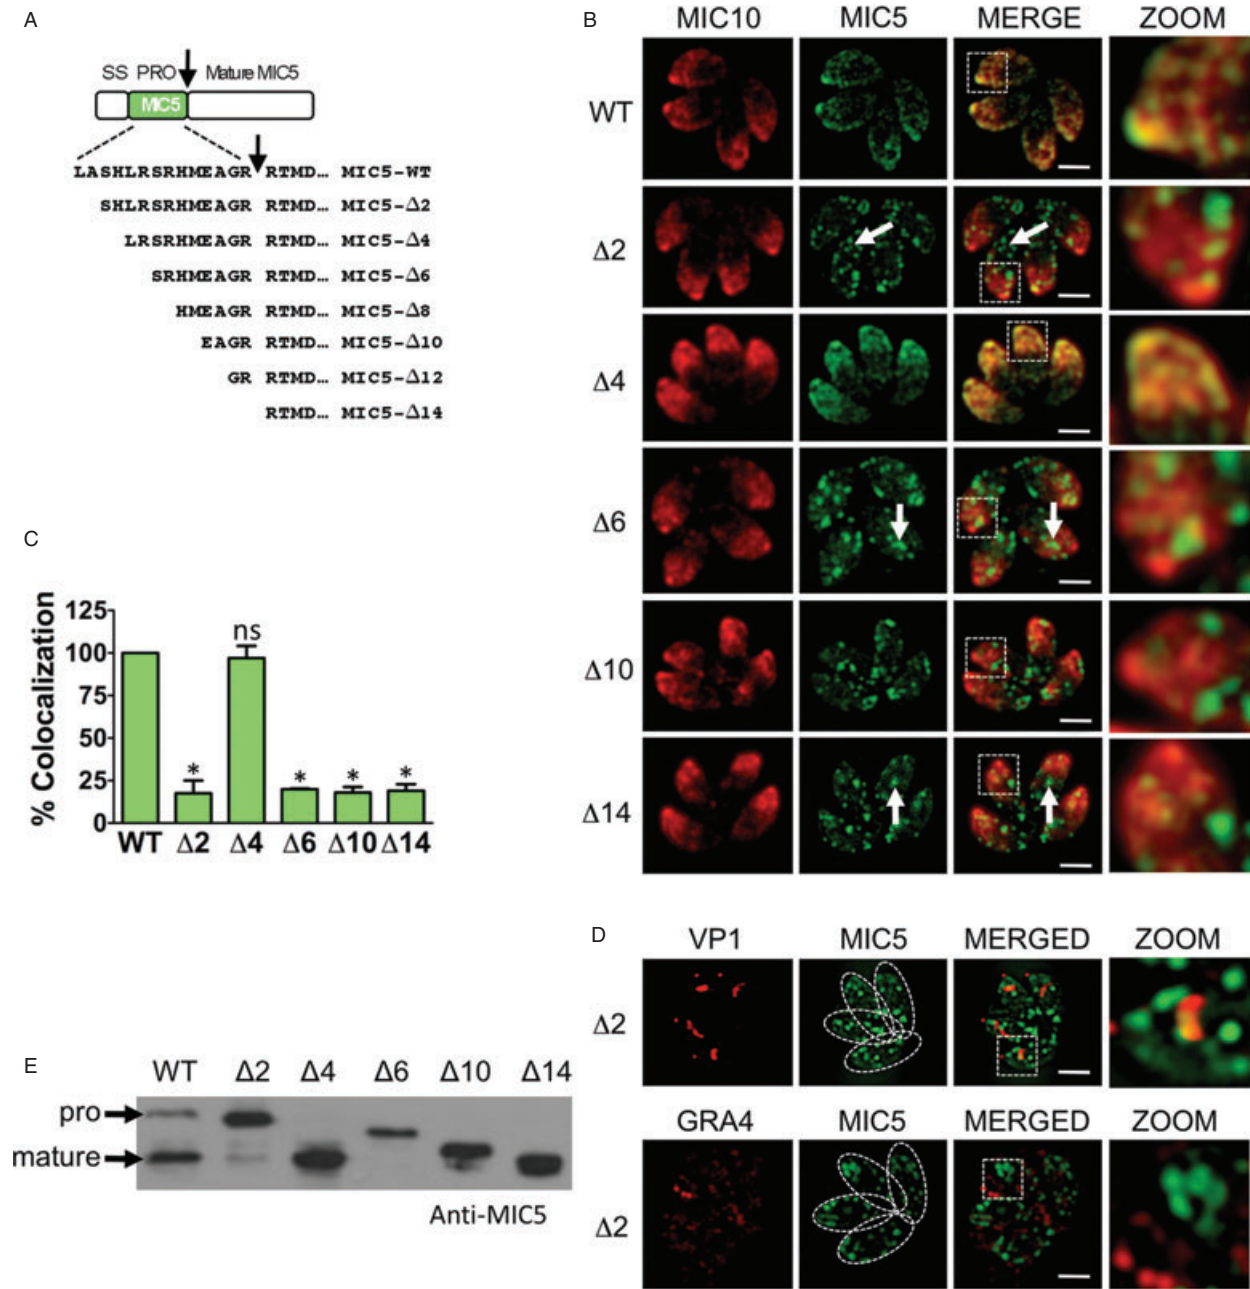 A
SS PRO Mature MIC5
MIC5
LASHLRSRHMEAGR RTMD… MIC5-WT
SHLRSRHMEAGR RTMD… MIC5-Δ2
LRSRHMEAGR RTMD… MIC5-Δ4
SRHMEAGR RTMD… MIC5-Δ6
HMEAGR RTMD… MIC5-Δ8
EAGR RTMD… MIC5-Δ10
GR RTMD… MIC5-Δ12
RTMD… MIC5-Δ14
B
MIC10 MIC5 MERGE ZOOM
WT
Δ2
Δ4
Δ6
Δ10
Δ14
C
% Colocalization
125
100
75
50
25
0
ns
* * * *
WT Δ2 Δ4 Δ6 Δ10 Δ14
D
VP1 MIC5 MERGED ZOOM
Δ2
GRA4 MIC5 MERGED ZOOM
Δ2
E
WT Δ2 Δ4 Δ6 Δ10 Δ14
pro
mature
Anti-MIC5